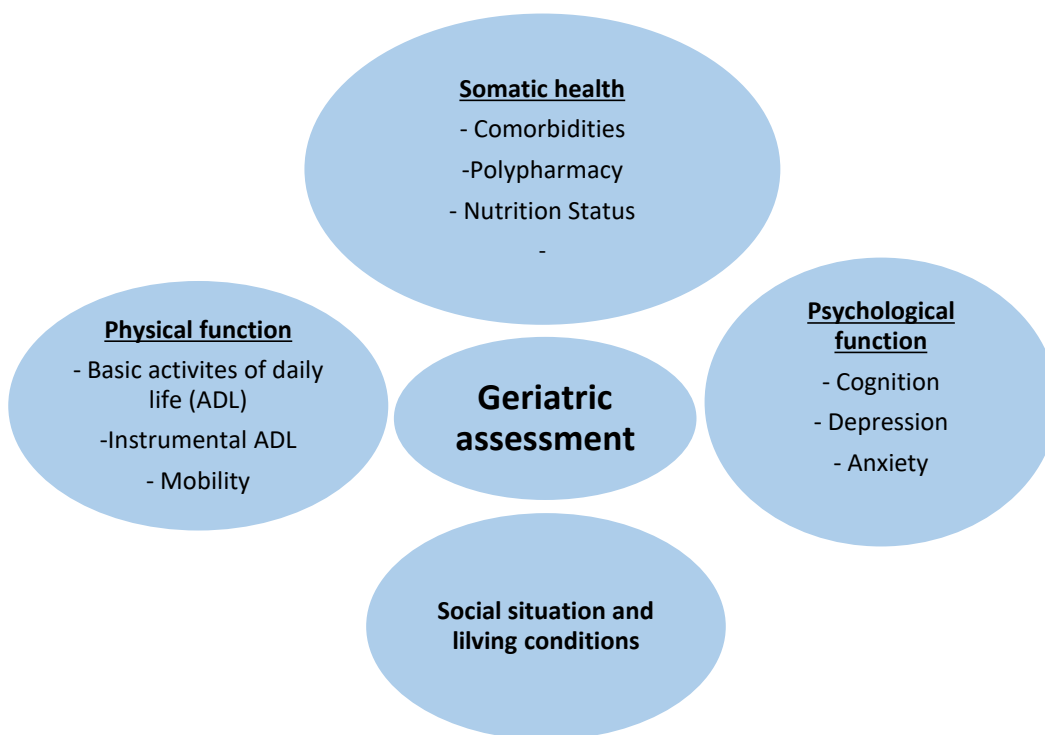 Somatic health
- Comorbidities
-Polypharmacy
- Nutrition Status
-
Physical function
- Basic activites of daily
life (ADL)
-Instrumental ADL
- Mobility
Geriatric
assessment
Psychological
function
- Cognition
- Depression
- Anxiety
Social situation and
lilving conditions